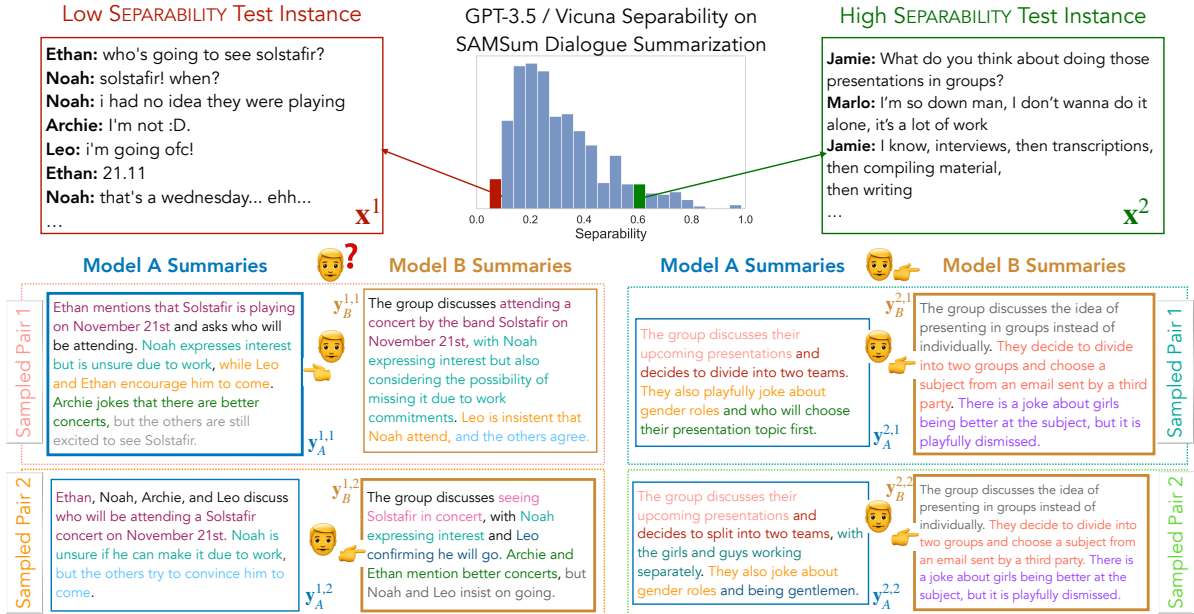 Low SEPARABILITY Test Instance
Ethan: who's going to see solstafir?
Noah: solstafir! when?
Noah: i had no idea they were playing
Archie: I'm not :D.
Leo: i'm going ofc!
Ethan: 21.11
Noah: that's a wednesday... ehh...
...
x¹
GPT-3.5 / Vicuna Separability on
SAMSum Dialogue Summarization
0.0 0.2 0.4 0.6 0.8 1.0
Separability
High SEPARABILITY Test Instance
Jamie: What do you think about doing those
presentations in groups?
Marlo: I'm so down man, I don't wanna do it
alone, it's a lot of work
Jamie: I know, interviews, then transcriptions,
then compiling material,
then writing
...
x²
Model A Summaries
?
Model B Summaries
Sampled Pair 1
Ethan mentions that Solstafir is playing
on November 21st and asks who will
be attending. Noah expresses interest
but is unsure due to work, while Leo
and Ethan encourage him to come.
Archie jokes that there are better
concerts, but the others are still
excited to see Solstafir.
y_A^{1,1}
y_B^{1,1}
The group discusses attending a
concert by the band Solstafir on
November 21st, with Noah
expressing interest but also
considering the possibility of
missing it due to work
commitments. Leo is insistent that
Noah attend, and the others agree.
Sampled Pair 2
Ethan, Noah, Archie, and Leo discuss
who will be attending a Solstafir
concert on November 21st. Noah is
unsure if he can make it due to work,
but the others try to convince him to
come.
y_A^{1,2}
y_B^{1,2}
The group discusses seeing
Solstafir in concert, with Noah
expressing interest and Leo
confirming he will go. Archie and
Ethan mention better concerts, but
Noah and Leo insist on going.
Model A Summaries
Model B Summaries
The group discusses their
upcoming presentations and
decides to divide into two teams.
They also playfully joke about
gender roles and who will choose
their presentation topic first.
y_A^{2,1}
y_B^{2,1}
The group discusses the idea of
presenting in groups instead of
individually. They decide to divide
into two groups and choose a
subject from an email sent by a third
party. There is a joke about girls
being better at the subject, but it is
playfully dismissed.
Sampled Pair 1
The group discusses their
upcoming presentations and
decides to split into two teams, with
the girls and guys working
separately. They also joke about
gender roles and being gentlemen.
y_A^{2,2}
y_B^{2,2}
The group discusses the idea of
presenting in groups instead of
individually. They decide to divide into
two groups and choose a subject from
an email sent by a third party. There is
a joke about girls being better at the
subject, but it is playfully dismissed.
Sampled Pair 2